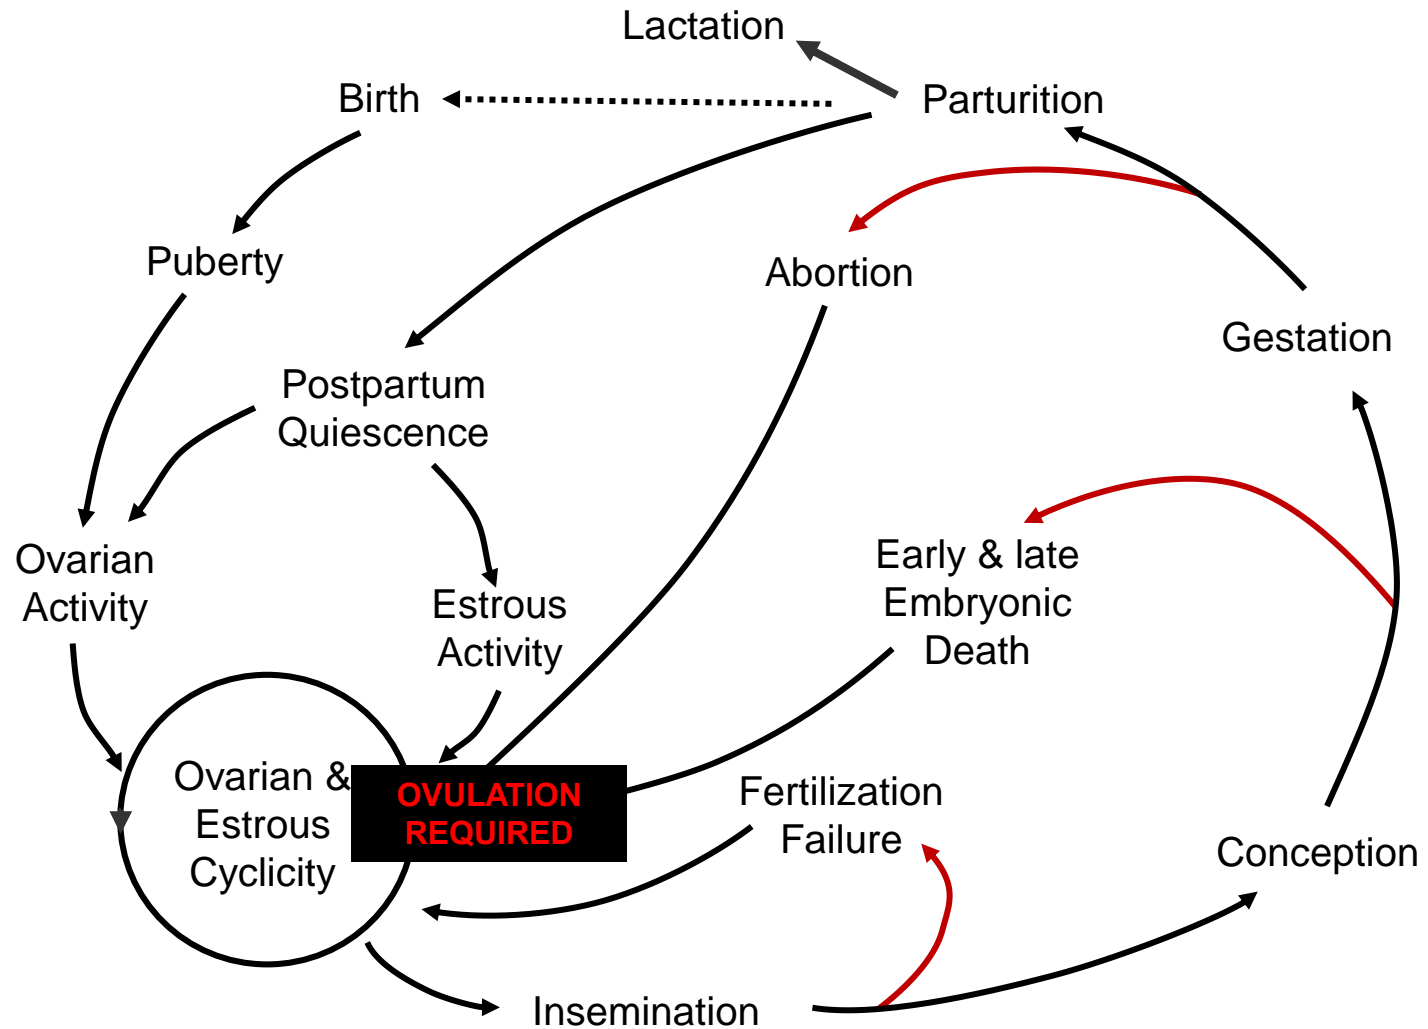 Lactation
Birth
Parturition
Puberty
Abortion
Gestation
Postpartum
Quiescence
Ovarian
Activity
Estrous
Activity
Early & late
Embryonic
Death
Ovarian &
Estrous
Cyclicity
OVULATION
REQUIRED
Fertilization
Failure
Conception
Insemination